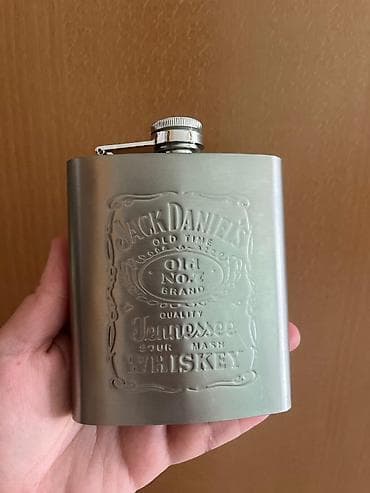 JACK DANIEL'S
OLD TIME
Old
No.7
BRAND
QUALITY
Tennessee
SOUR MASH
WHISKEY